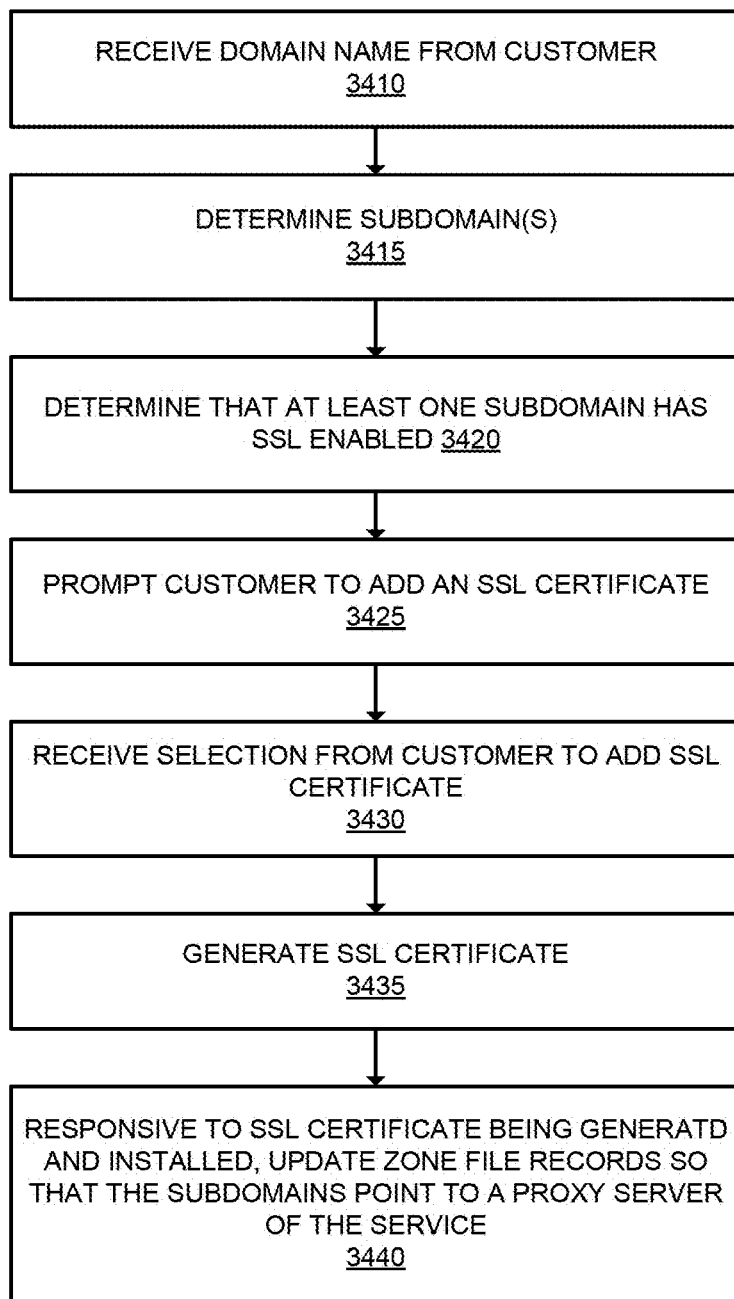 RECEIVE DOMAIN NAME FROM CUSTOMER
3410
DETERMINE SUBDOMAIN(S)
3415
DETERMINE THAT AT LEAST ONE SUBDOMAIN HAS
SSL ENABLED 3420
PROMPT CUSTOMER TO ADD AN SSL CERTIFICATE
3425
RECEIVE SELECTION FROM CUSTOMER TO ADD SSL
CERTIFICATE
3430
GENERATE SSL CERTIFICATE
3435
RESPONSIVE TO SSL CERTIFICATE BEING GENERATD
AND INSTALLED, UPDATE ZONE FILE RECORDS SO
THAT THE SUBDOMAINS POINT TO A PROXY SERVER
OF THE SERVICE
3440